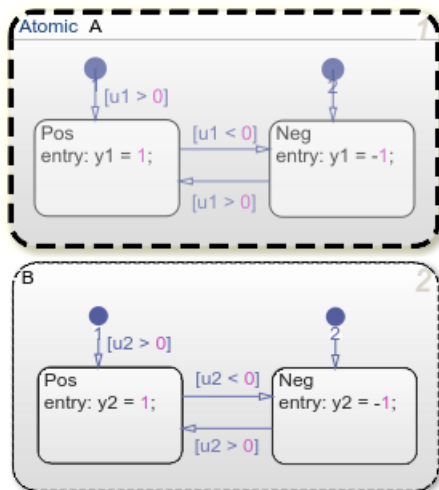 Atomic A
1
1
2
[u1 > 0]
Pos
entry: y1 = 1;
[u1 < 0]
[u1 > 0]
Neg
entry: y1 = -1;
B
2
1
2
[u2 > 0]
Pos
entry: y2 = 1;
[u2 < 0]
[u2 > 0]
Neg
entry: y2 = -1;